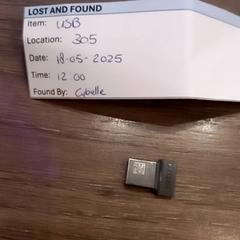 LOST AND FOUND
Item: USB
Location: 305
Date: 18-05-2025
Time: 12 00
Found By: Cybelle